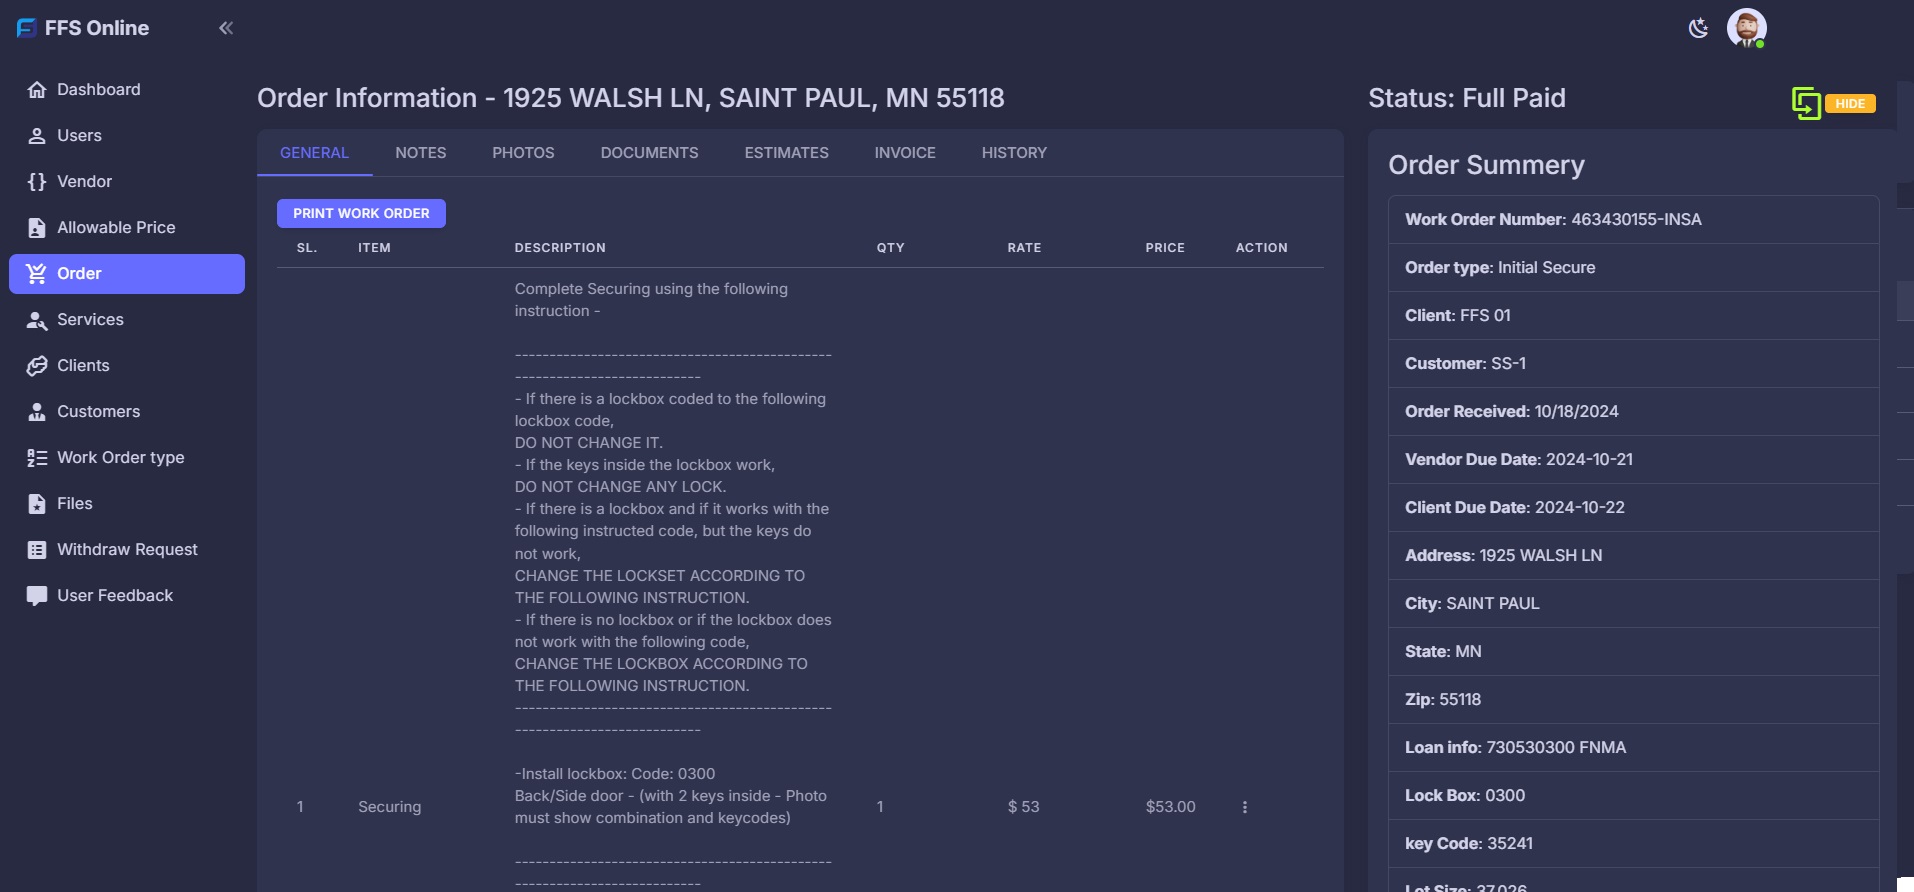 FFS Online
Dashboard
Users
Vendor
Allowable Price
Order
Services
Clients
Customers
Work Order type
Files
Withdraw Request
User Feedback
Order Information - 1925 WALSH LN, SAINT PAUL, MN 55118
GENERAL NOTES PHOTOS DOCUMENTS ESTIMATES INVOICE HISTORY
PRINT WORK ORDER
SL. ITEM DESCRIPTION QTY RATE PRICE ACTION
Complete Securing using the following
instruction -
----------------------------------------------
---------------------------
- If there is a lockbox coded to the following
lockbox code,
DO NOT CHANGE IT.
- If the keys inside the lockbox work,
DO NOT CHANGE ANY LOCK.
- If there is a lockbox and if it works with the
following instructed code, but the keys do
not work,
CHANGE THE LOCKSET ACCORDING TO
THE FOLLOWING INSTRUCTION.
- If there is no lockbox or if the lockbox does
not work with the following code,
CHANGE THE LOCKBOX ACCORDING TO
THE FOLLOWING INSTRUCTION.
----------------------------------------------
---------------------------
-Install lockbox: Code: 0300
Back/Side door - (with 2 keys inside - Photo
must show combination and keycodes)
1 Securing 1 $ 53 $53.00
----------------------------------------------
---------------------------
Status: Full Paid
HIDE
Order Summery
Work Order Number: 463430155-INSA
Order type: Initial Secure
Client: FFS 01
Customer: SS-1
Order Received: 10/18/2024
Vendor Due Date: 2024-10-21
Client Due Date: 2024-10-22
Address: 1925 WALSH LN
City: SAINT PAUL
State: MN
Zip: 55118
Loan info: 730530300 FNMA
Lock Box: 0300
key Code: 35241
Lot Size: 37,026